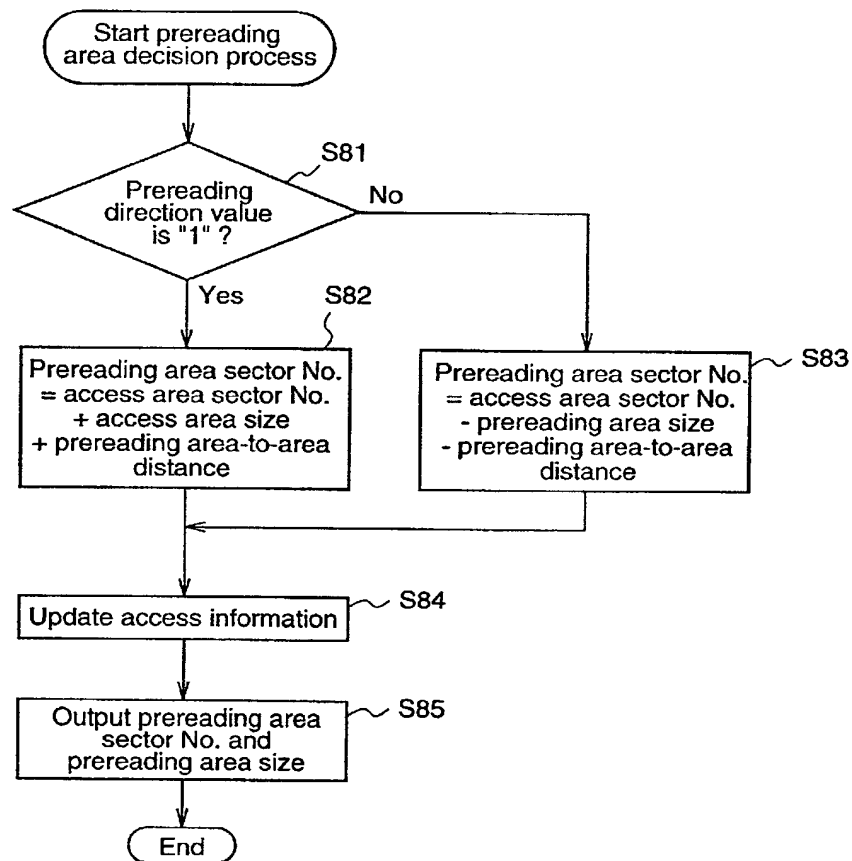 Start prereading
area decision process
S81
Prereading
direction value
is "1" ?
No
Yes
S82
Prereading area sector No.
= access area sector No.
+ access area size
+ prereading area-to-area
distance
S83
Prereading area sector No.
= access area sector No.
- prereading area size
- prereading area-to-area
distance
Update access information
S84
Output prereading area
sector No. and
prereading area size
S85
End